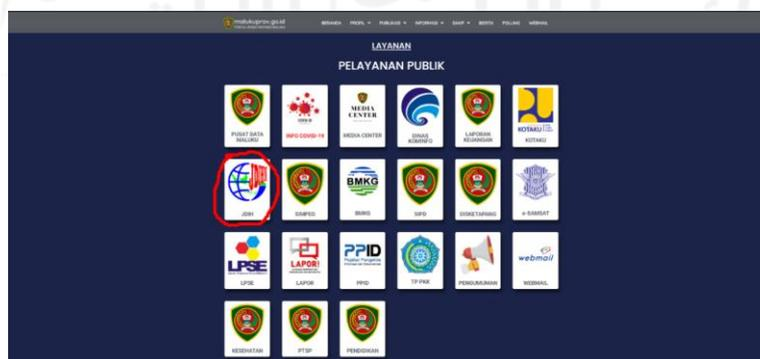 malukuprov.go.id
BERANDA PROFIL PUBLIKASI INFORMASI SAKIP BERITA POLLING WEBMAIL
LAYANAN
PELAYANAN PUBLIK
MEDIA
CENTER
KOTAKU
PUSAT DATA
MALUKU
INFO COVID-19
MEDIA CENTER
DINAS
KOMINFO
LAPORAN
KEUANGAN
KOTAKU
BMKG
JDIH
SIMPEG
BMKG
SIPD
DISKETAPANG
e-SAMSAT
LPSE
LAPOR!
PPID
webmail
LPSE
LAPOR
PPID
TP PKK
PENGUMUMAN
WEBMAIL
KESEHATAN
PTSP
PENDIDIKAN